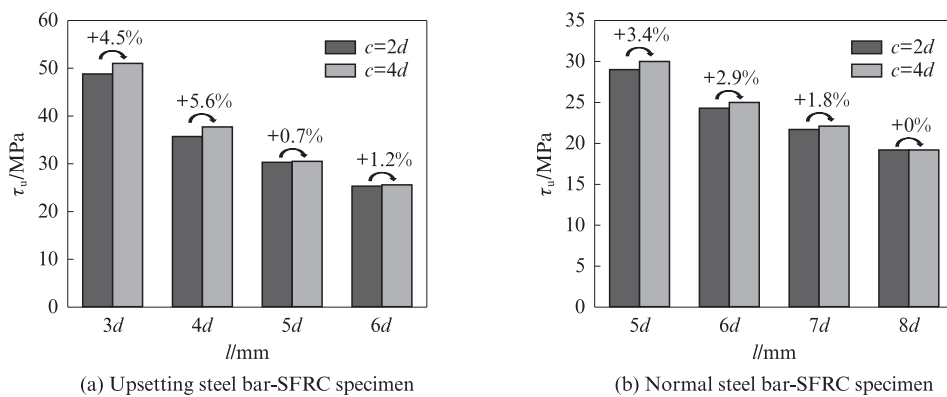 60
50
40
30
20
10
0
τu/MPa
+4.5%
+5.6%
+0.7%
+1.2%
c=2d
c=4d
3d 4d 5d 6d
l/mm
(a) Upsetting steel bar-SFRC specimen
35
30
25
20
15
10
5
0
τu/MPa
+3.4%
+2.9%
+1.8%
+0%
c=2d
c=4d
5d 6d 7d 8d
l/mm
(b) Normal steel bar-SFRC specimen